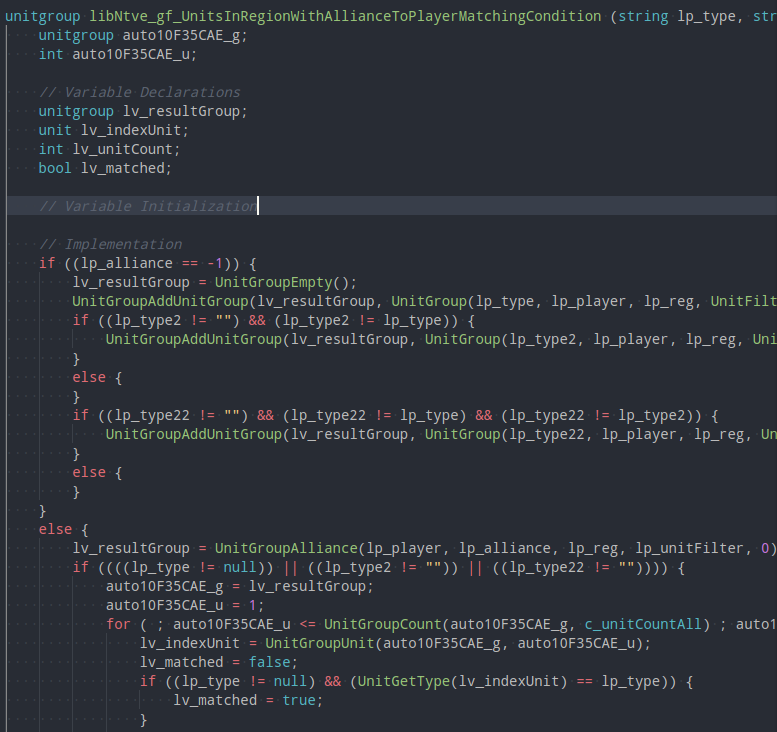 unitgroup libNtve_gf_UnitsInRegionWithAllianceToPlayerMatchingCondition (string lp_type, str
    unitgroup auto10F35CAE_g;
    int auto10F35CAE_u;

    // Variable Declarations
    unitgroup lv_resultGroup;
    unit lv_indexUnit;
    int lv_unitCount;
    bool lv_matched;

    // Variable Initialization

    // Implementation
    if ((lp_alliance == -1)) {
        lv_resultGroup = UnitGroupEmpty();
        UnitGroupAddUnitGroup(lv_resultGroup, UnitGroup(lp_type, lp_player, lp_reg, UnitFilt
        if ((lp_type2 != "") && (lp_type2 != lp_type)) {
            UnitGroupAddUnitGroup(lv_resultGroup, UnitGroup(lp_type2, lp_player, lp_reg, Uni
        }
        else {
        }
        if ((lp_type22 != "") && (lp_type22 != lp_type) && (lp_type22 != lp_type2)) {
            UnitGroupAddUnitGroup(lv_resultGroup, UnitGroup(lp_type22, lp_player, lp_reg, Un
        }
        else {
        }
    }
    else {
        lv_resultGroup = UnitGroupAlliance(lp_player, lp_alliance, lp_reg, lp_unitFilter, 0)
        if ((((lp_type != null)) || ((lp_type2 != "")) || ((lp_type22 != "")))) {
            auto10F35CAE_g = lv_resultGroup;
            auto10F35CAE_u = 1;
            for ( ; auto10F35CAE_u <= UnitGroupCount(auto10F35CAE_g, c_unitCountAll) ; auto1
                lv_indexUnit = UnitGroupUnit(auto10F35CAE_g, auto10F35CAE_u);
                lv_matched = false;
                if ((lp_type != null) && (UnitGetType(lv_indexUnit) == lp_type)) {
                    lv_matched = true;
                }